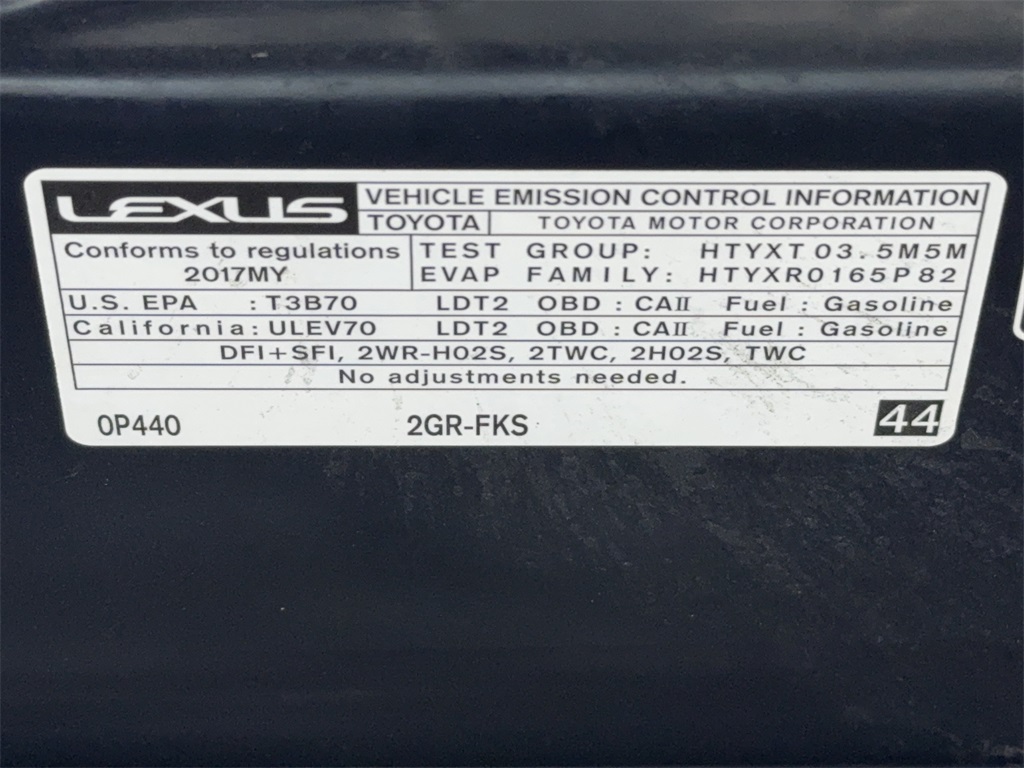 LEXUS VEHICLE EMISSION CONTROL INFORMATION
TOYOTA TOYOTA MOTOR CORPORATION
Conforms to regulations TEST GROUP: HTYXT03.5M5M
2017MY EVAP FAMILY: HTYXR0165P82
U.S. EPA : T3B70 LDT2 OBD : CAII Fuel : Gasoline
California: ULEV70 LDT2 OBD : CAII Fuel : Gasoline
DFI+SFI, 2WR-HO2S, 2TWC, 2HO2S, TWC
No adjustments needed.
0P440 2GR-FKS 44